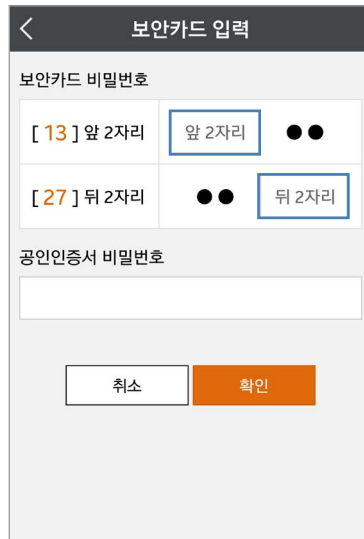 보안카드 입력
보안카드 비밀번호
[ 13 ] 앞 2자리 앞 2자리 ●●
[ 27 ] 뒤 2자리 ●● 뒤 2자리
공인인증서 비밀번호
취소 확인